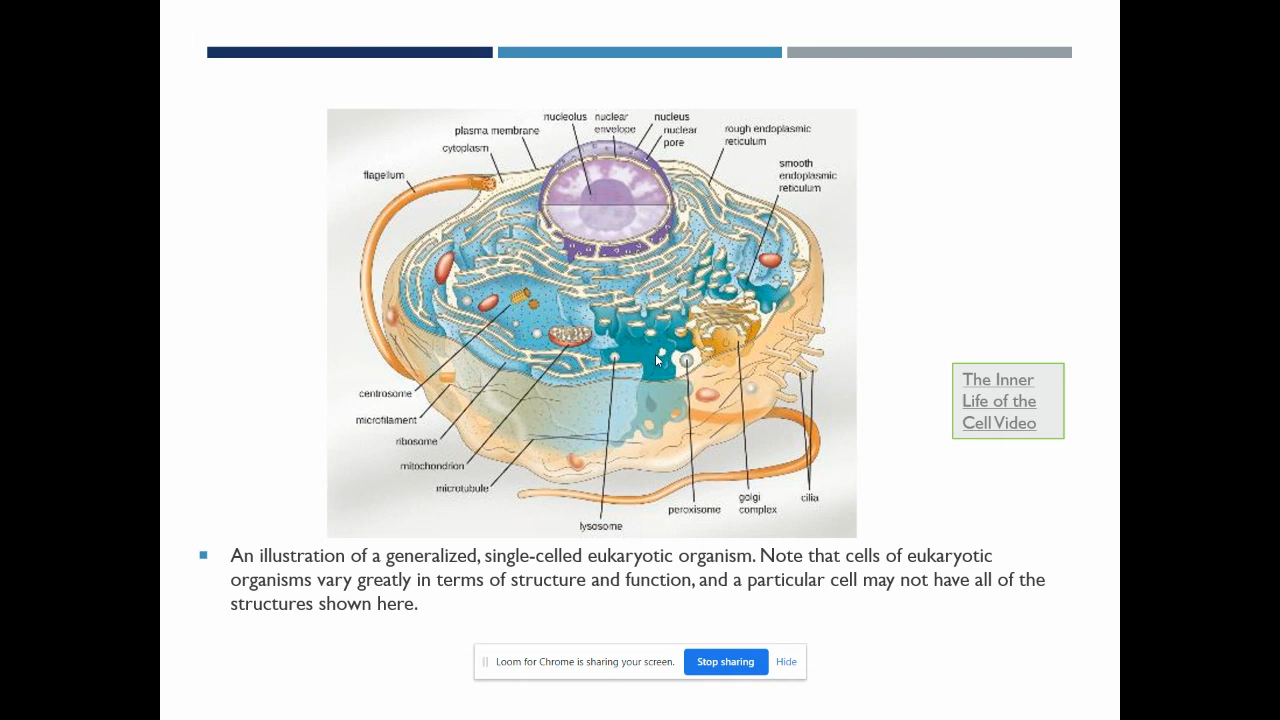 nucleolus
nuclear
envelope
nucleus
nuclear
pore
plasma membrane
rough endoplasmic
reticulum
cytoplasm
smooth
endoplasmic
reticulum
flagellum
The Inner
Life of the
Cell Video
centrosome
microfilament
ribosome
mitochondrion
microtubule
lysosome
peroxisome
golgi
complex
cilia
An illustration of a generalized, single-celled eukaryotic organism. Note that cells of eukaryotic
organisms vary greatly in terms of structure and function, and a particular cell may not have all of the
structures shown here.
Loom for Chrome is sharing your screen. Stop sharing Hide